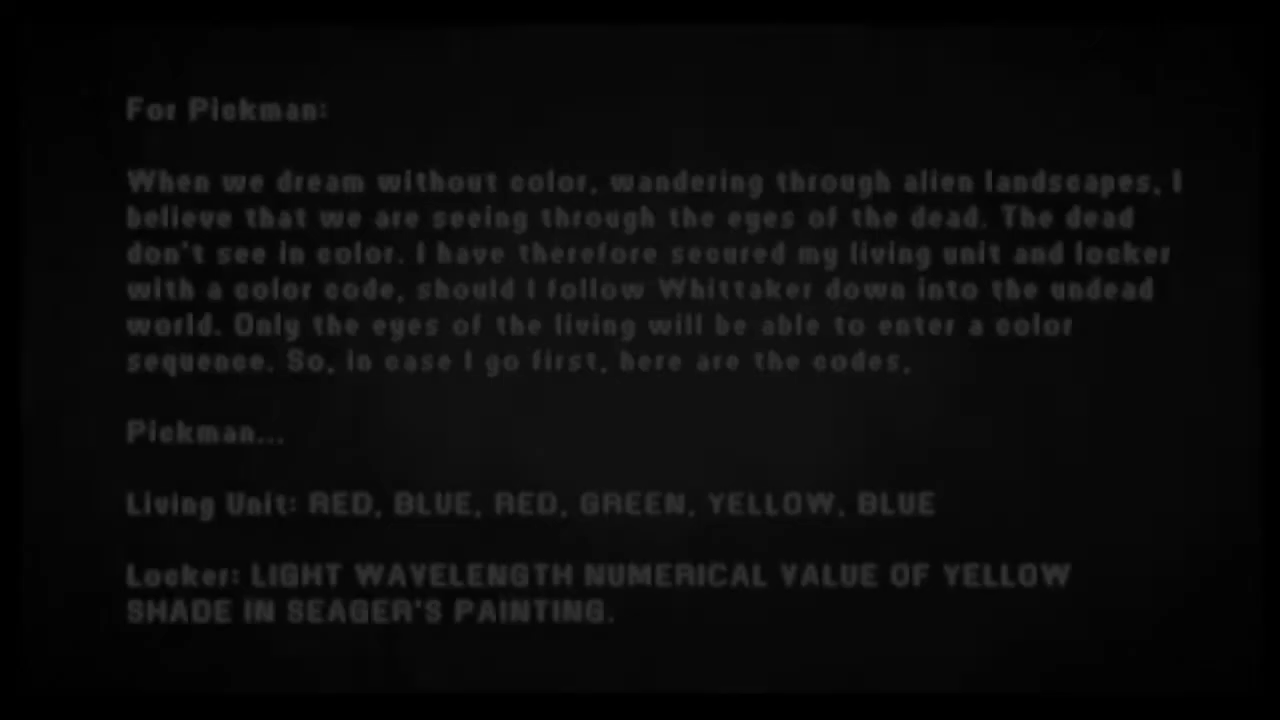 For Pickman:
When we dream without color, wandering through alien landscapes, I
believe that we are seeing through the eyes of the dead. The dead
don't see in color. I have therefore secured my living unit and locker
with a color code, should I follow Whittaker down into the undead
world. Only the eyes of the living will be able to enter a color
sequence. So, in case I go first, here are the codes,
Pickman...
Living Unit: RED, BLUE, RED, GREEN, YELLOW, BLUE
Locker: LIGHT WAVELENGTH NUMERICAL VALUE OF YELLOW
SHADE IN SEAGER'S PAINTING.